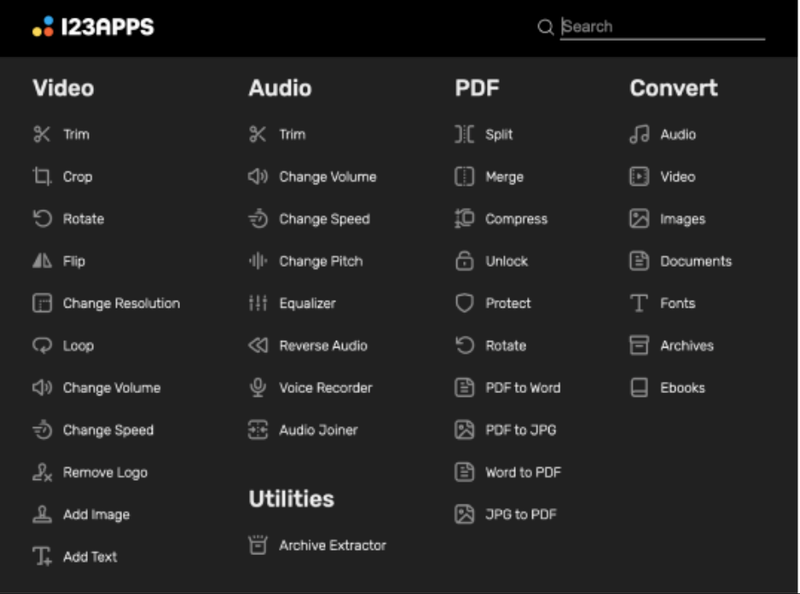 123APPS
Search
Video
Trim
Crop
Rotate
Flip
Change Resolution
Loop
Change Volume
Change Speed
Remove Logo
Add Image
Add Text
Audio
Trim
Change Volume
Change Speed
Change Pitch
Equalizer
Reverse Audio
Voice Recorder
Audio Joiner
Utilities
Archive Extractor
PDF
Split
Merge
Compress
Unlock
Protect
Rotate
PDF to Word
PDF to JPG
Word to PDF
JPG to PDF
Convert
Audio
Video
Images
Documents
Fonts
Archives
Ebooks